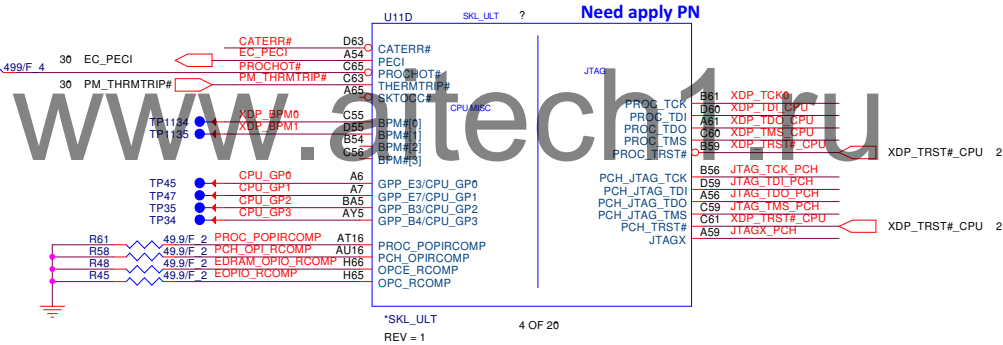 U11D SKL_ULT ? Need apply PN
CATERR# D63 CATERR#
30 EC_PECI EC_PECI A54 PECI
499/F_4 PROCHOT# C65 PROCHOT#
30 PM_THRMTRIP# PM_THRMTRIP# C63 THERMTRIP#
A65 SKTOCC#
CPU MISC
TP1134 XDP_BPM0 C55 BPM#[0]
TP1135 XDP_BPM1 D55 BPM#[1]
B54 BPM#[2]
C56 BPM#[3]
TP45 CPU_GP0 A6 GPP_E3/CPU_GP0
TP47 CPU_GP1 A7 GPP_E7/CPU_GP1
TP35 CPU_GP2 BA5 GPP_B3/CPU_GP2
TP34 CPU_GP3 AY5 GPP_B4/CPU_GP3
R61 49.9/F_2 PROC_POPIRCOMP AT16 PROC_POPIRCOMP
R58 49.9/F_2 PCH_OPI_RCOMP AU16 PCH_OPIRCOMP
R48 49.9/F_2 EDRAM_OPIO_RCOMP H66 OPCE_RCOMP
R45 49.9/F_2 EOPIO_RCOMP H65 OPC_RCOMP
JTAG
PROC_TCK B61 XDP_TCK0
PROC_TDI D60 XDP_TDI_CPU
PROC_TDO A61 XDP_TDO_CPU
PROC_TMS C60 XDP_TMS_CPU
PROC_TRST# B59 XDP_TRST#_CPU XDP_TRST#_CPU 2
PCH_JTAG_TCK B56 JTAG_TCK_PCH
PCH_JTAG_TDI D59 JTAG_TDI_PCH
PCH_JTAG_TDO A56 JTAG_TDO_PCH
PCH_JTAG_TMS C59 JTAG_TMS_PCH
PCH_TRST# C61 XDP_TRST#_CPU XDP_TRST#_CPU 2
JTAGX A59 JTAGX_PCH
*SKL_ULT 4 OF 20
REV = 1
www.aitech1.ru